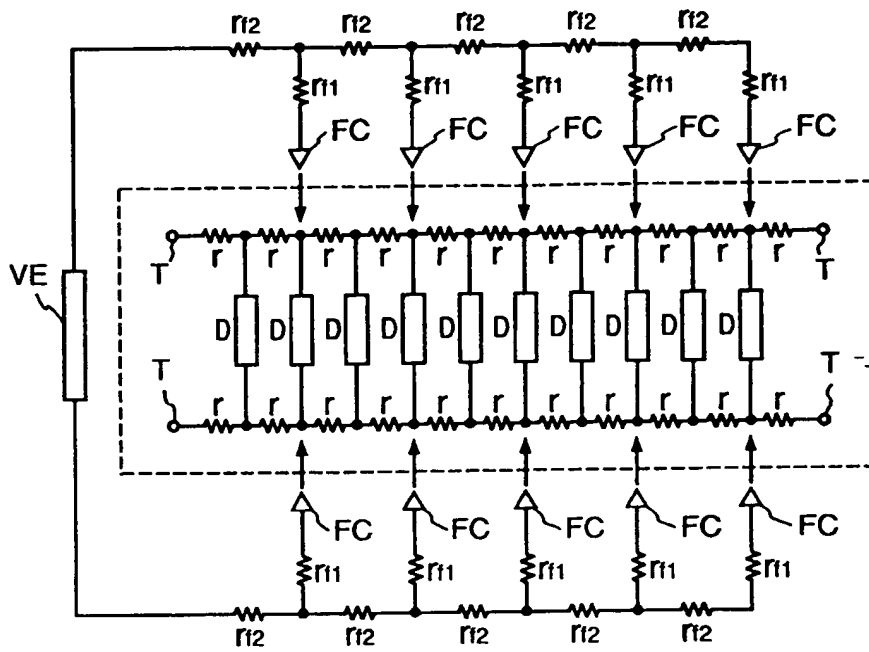 rf2 rf2 rf2 rf2 rf2
rf1 rf1 rf1 rf1 rf1
FC FC FC FC FC
T r r r r r r r r r r r T
VE
D D D D D D D D D D
T r r r r r r r r r r r T
FC FC FC FC FC
rf1 rf1 rf1 rf1 rf1
rf2 rf2 rf2 rf2 rf2